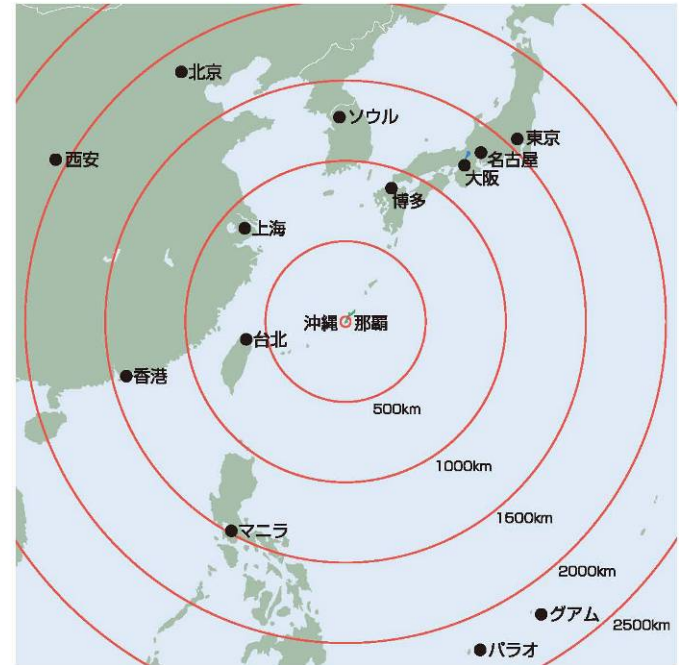 北京
ソウル
東京
名古屋
西安
大阪
博多
上海
沖縄 那覇
台北
香港
500km
1000km
1500km
マニラ
2000km
グアム
2500km
パラオ